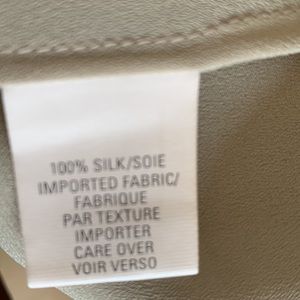 100% SILK/SOIE
IMPORTED FABRIC/
FABRIQUE
PAR TEXTURE
IMPORTER
CARE OVER
VOIR VERSO